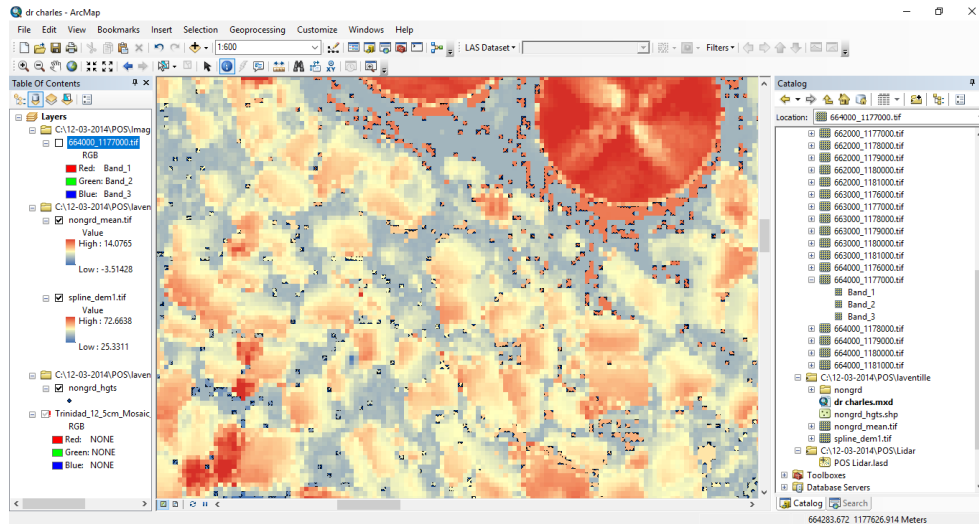 dr charles - ArcMap
File Edit View Bookmarks Insert Selection Geoprocessing Customize Windows Help
1:600
LAS Dataset
Filters
Table Of Contents
Layers
C:\12-03-2014\POS\Imag
664000_1177000.tif
RGB
Red: Band_1
Green: Band_2
Blue: Band_3
C:\12-03-2014\POS\laven
nongrd_mean.tif
Value
High : 14.0765
Low : -3.51428
spline_dem1.tif
Value
High : 72.6638
Low : 25.3311
C:\12-03-2014\POS\laven
nongrd_hgts
Trinidad_12_5cm_Mosaic_
RGB
Red: NONE
Green: NONE
Blue: NONE
Catalog
Location: 664000_1177000.tif
662000_1177000.tif
662000_1178000.tif
662000_1179000.tif
662000_1180000.tif
662000_1181000.tif
663000_1176000.tif
663000_1177000.tif
663000_1178000.tif
663000_1179000.tif
663000_1180000.tif
663000_1181000.tif
664000_1176000.tif
664000_1177000.tif
Band_1
Band_2
Band_3
664000_1178000.tif
664000_1179000.tif
664000_1180000.tif
664000_1181000.tif
C:\12-03-2014\POS\laventille
nongrd
dr charles.mxd
nongrd_hgts.shp
nongrd_mean.tif
spline_dem1.tif
C:\12-03-2014\POS\Lidar
POS Lidar.lasd
Toolboxes
Database Servers
Catalog Search
664283.672 1177626.914 Meters